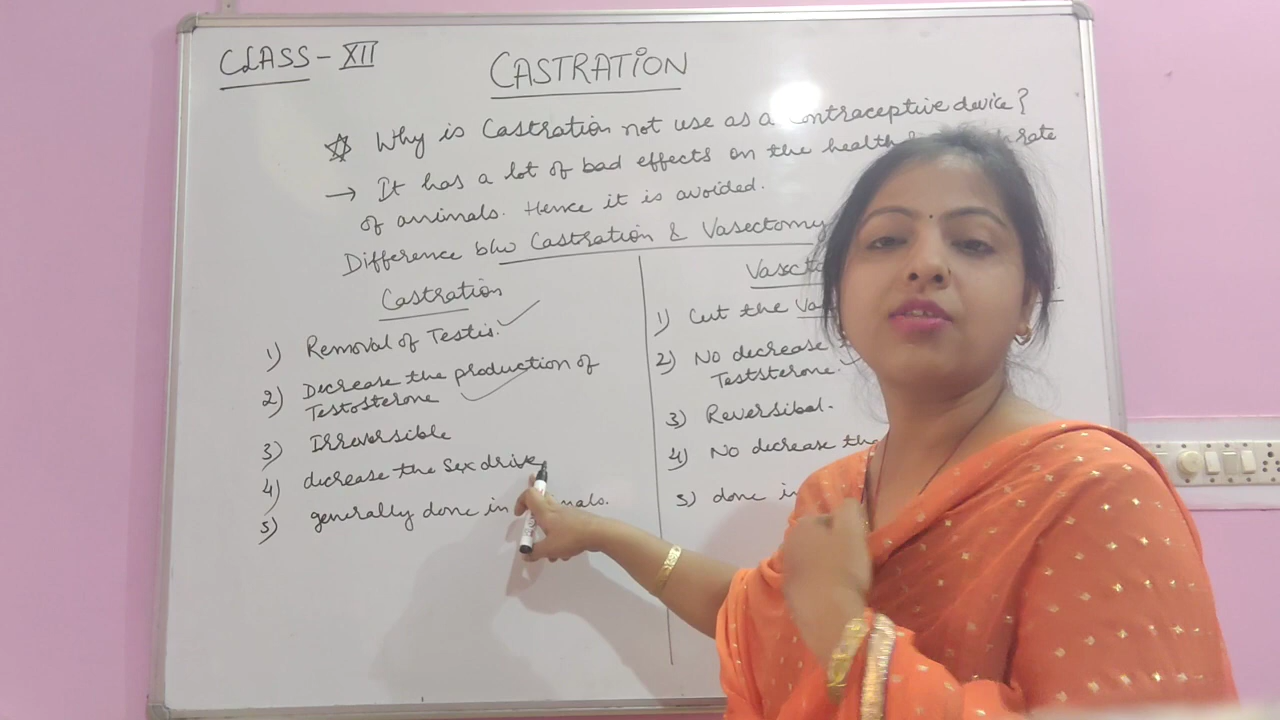 CLASS - XII
CASTRATION
☆ Why is Castration not use as a contraceptive device?
→ It has a lot of bad effects on the health rate
of animals. Hence it is avoided.
Difference b/w Castration & Vasectomy
Castration
1) Removal of Testis. ✓
2) Decrease the production of
Testosterone ✓
3) Irreversible
4) decrease the sex drive
5) generally done in
1) Cut the
2) No decrease
Teststerone.
3) Reversibal.
4) No decrease the
5) done in